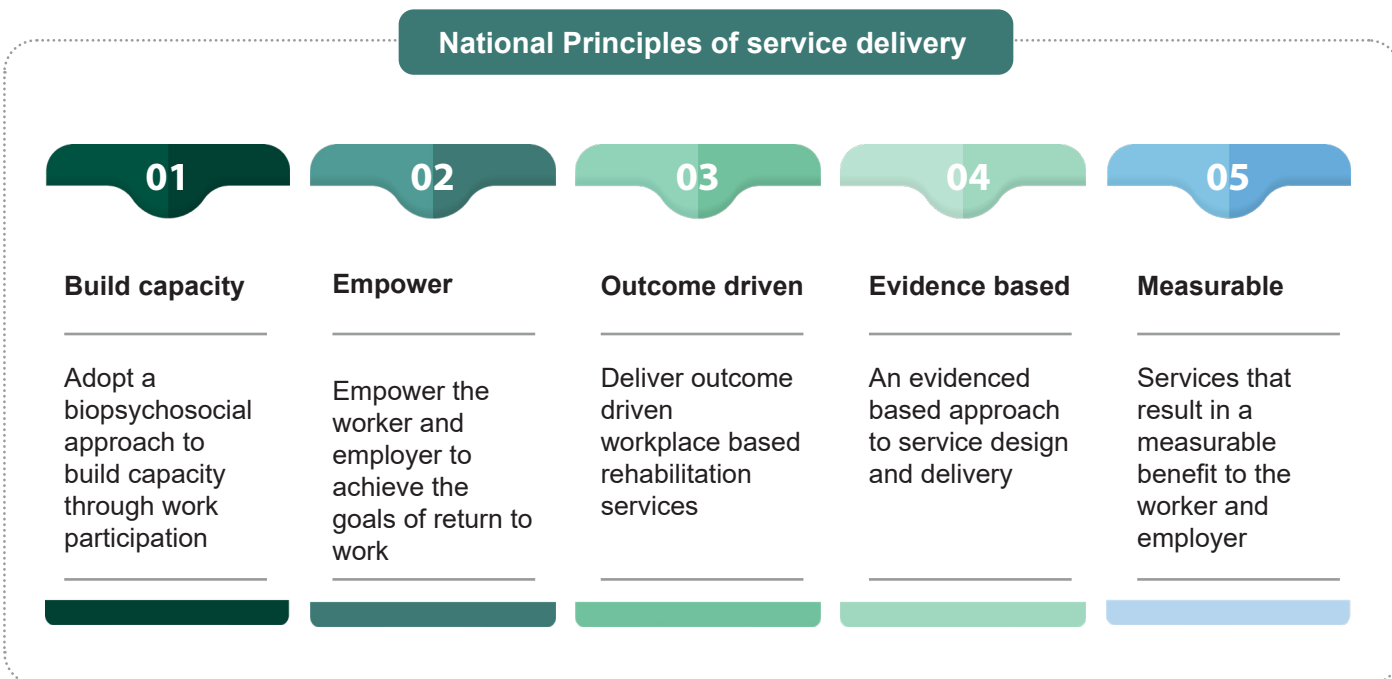 National Principles of service delivery
01
Build capacity
Adopt a
biopsychosocial
approach to
build capacity
through work
participation
02
Empower
Empower the
worker and
employer to
achieve the
goals of return to
work
03
Outcome driven
Deliver outcome
driven
workplace based
rehabilitation
services
04
Evidence based
An evidenced
based approach
to service design
and delivery
05
Measurable
Services that
result in a
measurable
benefit to the
worker and
employer